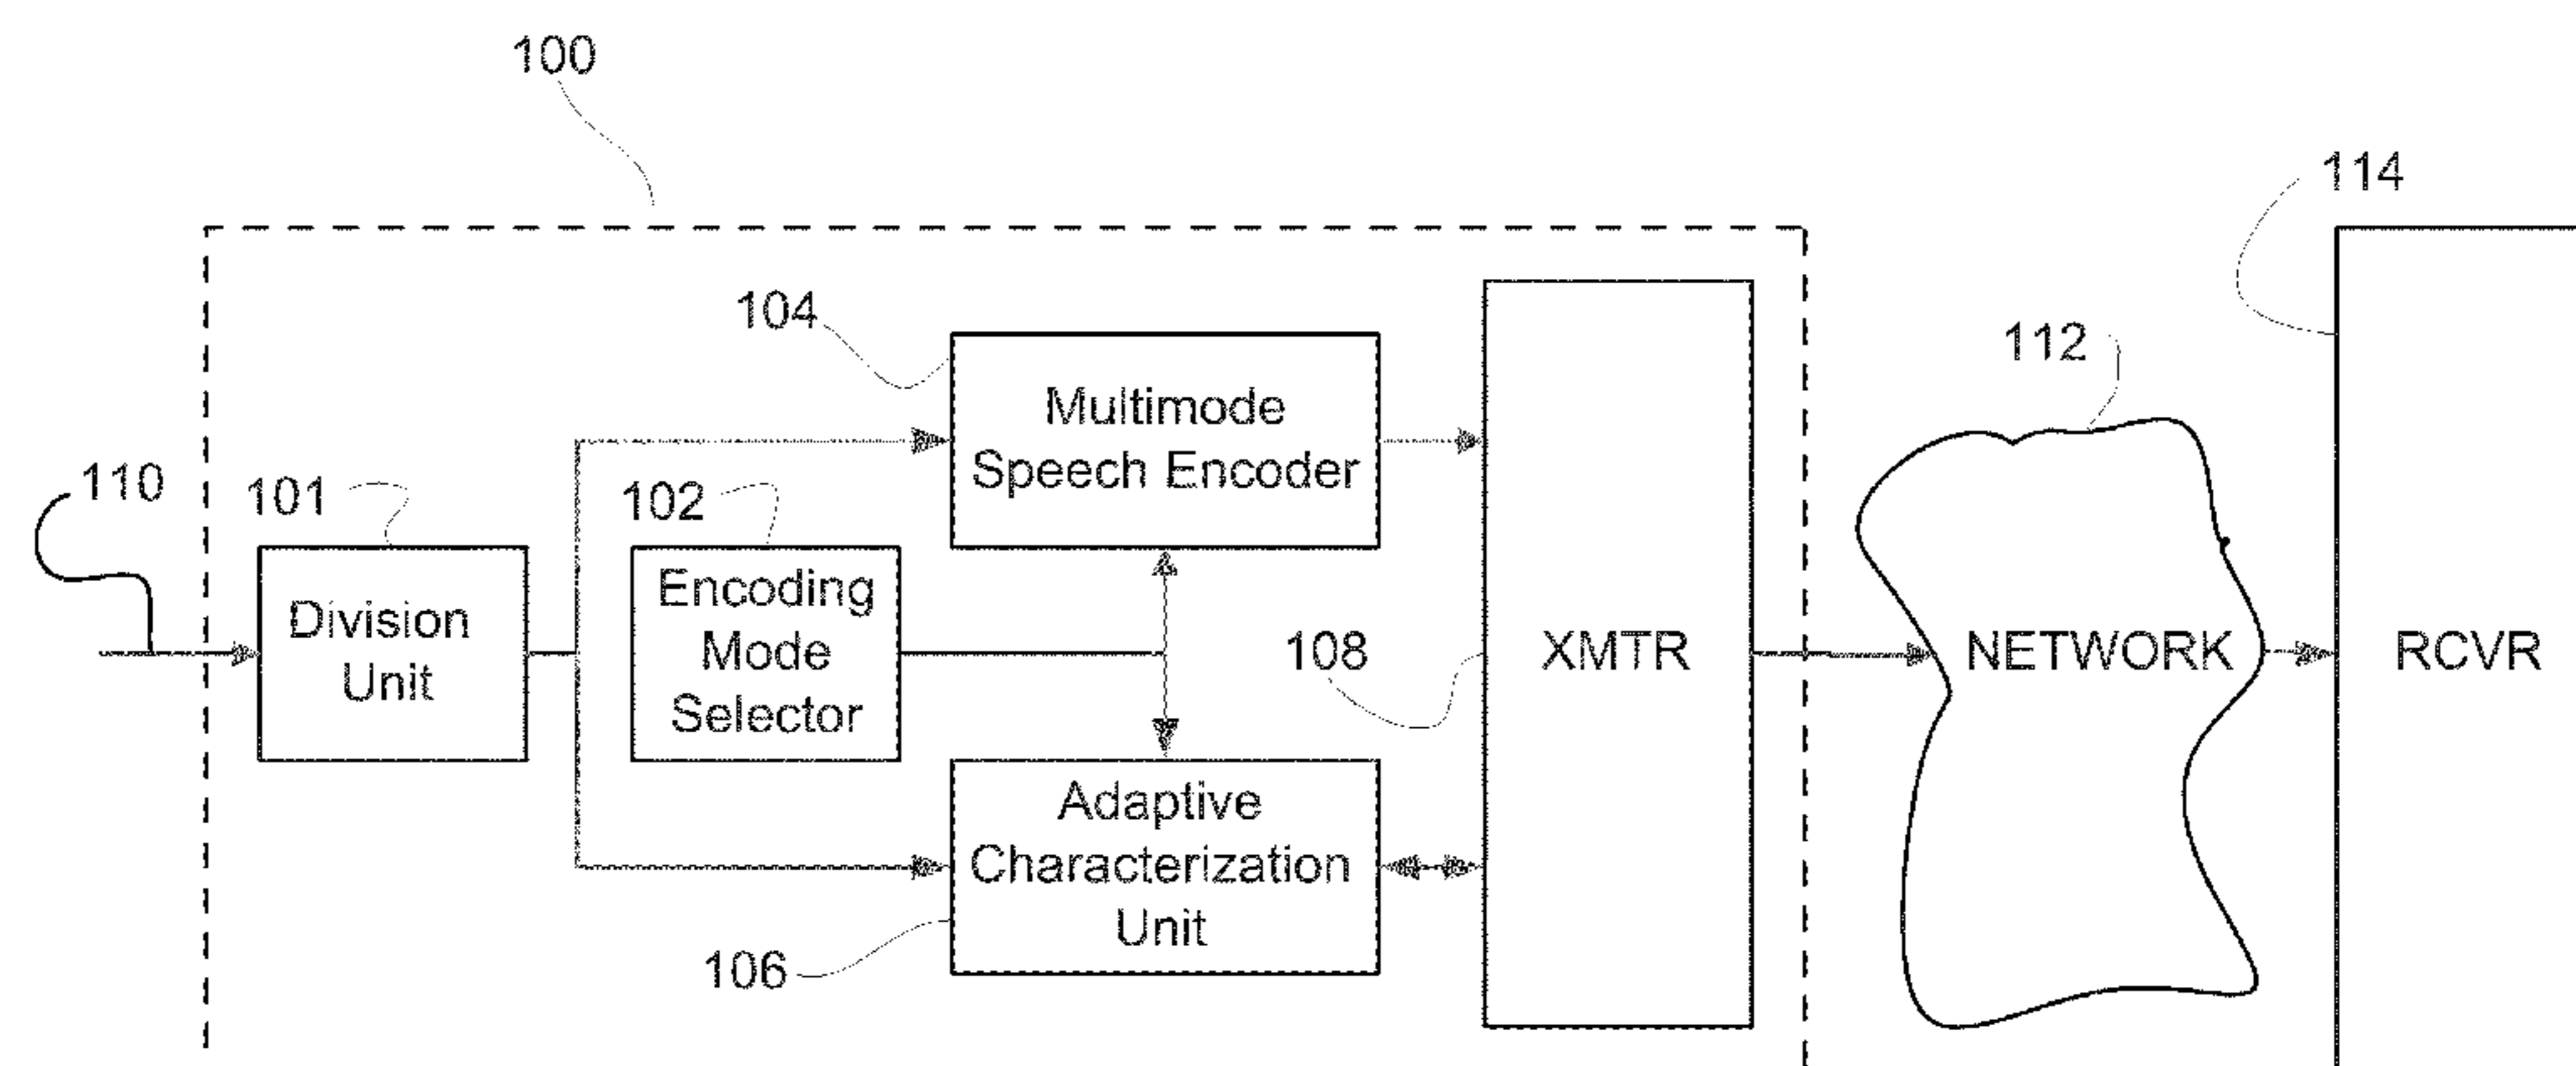 100
114
104
112
Multimode
Speech Encoder
110
101
102
Division
Unit
Encoding
Mode
Selector
108
XMTR
NETWORK
RCVR
Adaptive
Characterization
Unit
106